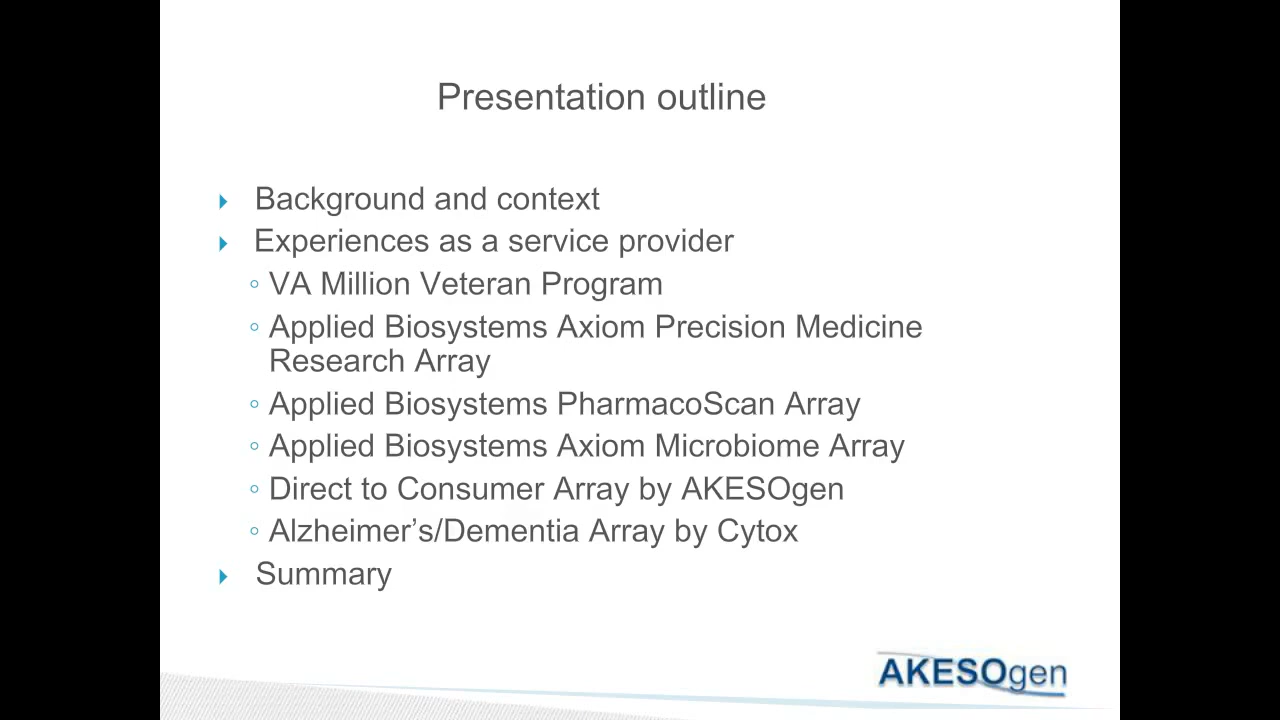 Presentation outline
Background and context
Experiences as a service provider
VA Million Veteran Program
Applied Biosystems Axiom Precision Medicine
Research Array
Applied Biosystems PharmacoScan Array
Applied Biosystems Axiom Microbiome Array
Direct to Consumer Array by AKESOgen
Alzheimer’s/Dementia Array by Cytox
Summary
AKESOgen